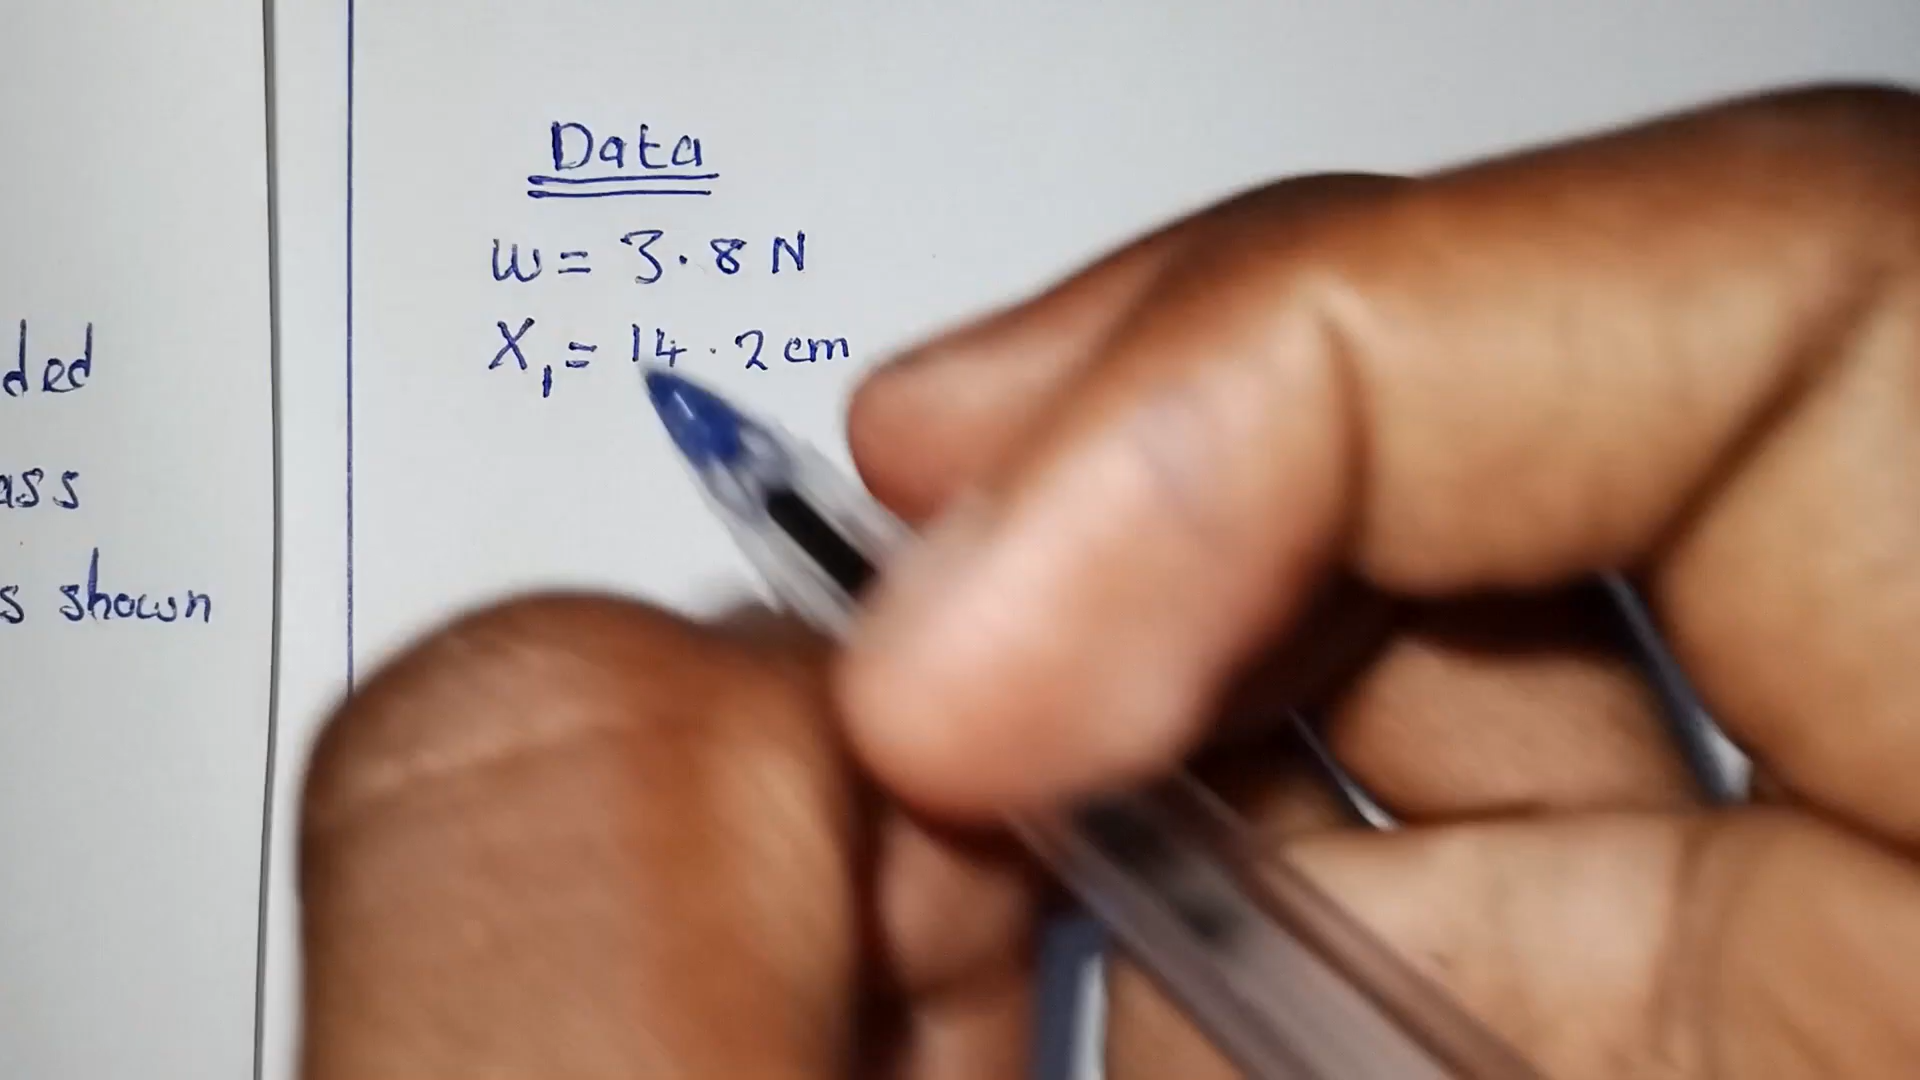 ded
ass
s shown
Data
W = 3.8 N
X₁ = 14.2 cm